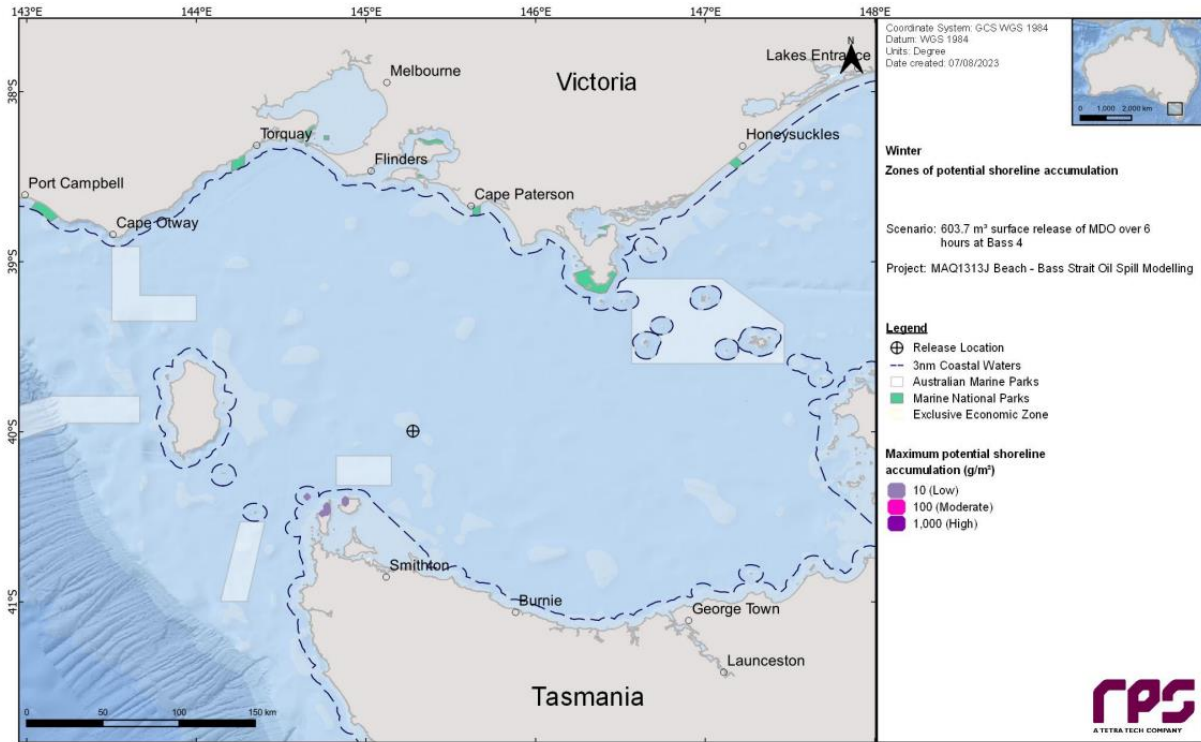 143°E 144°E 145°E 146°E 147°E 148°E
38°S
39°S
40°S
41°S
Melbourne
Victoria
Lakes Entrance
N
Torquay
Flinders
Honeysuckles
Port Campbell
Cape Paterson
Cape Otway
Smithton
Burnie
George Town
Launceston
Tasmania
0 50 100 150 km
Coordinate System: GCS WGS 1984
Datum: WGS 1984
Units: Degree
Date created: 07/08/2023
0 1,000 2,000 km
Winter
Zones of potential shoreline accumulation
Scenario: 603.7 m³ surface release of MDO over 6
hours at Bass 4
Project: MAQ1313J Beach - Bass Strait Oil Spill Modelling
Legend
Release Location
3nm Coastal Waters
Australian Marine Parks
Marine National Parks
Exclusive Economic Zone
Maximum potential shoreline
accumulation (g/m²)
10 (Low)
100 (Moderate)
1,000 (High)
rps
A TETRA TECH COMPANY